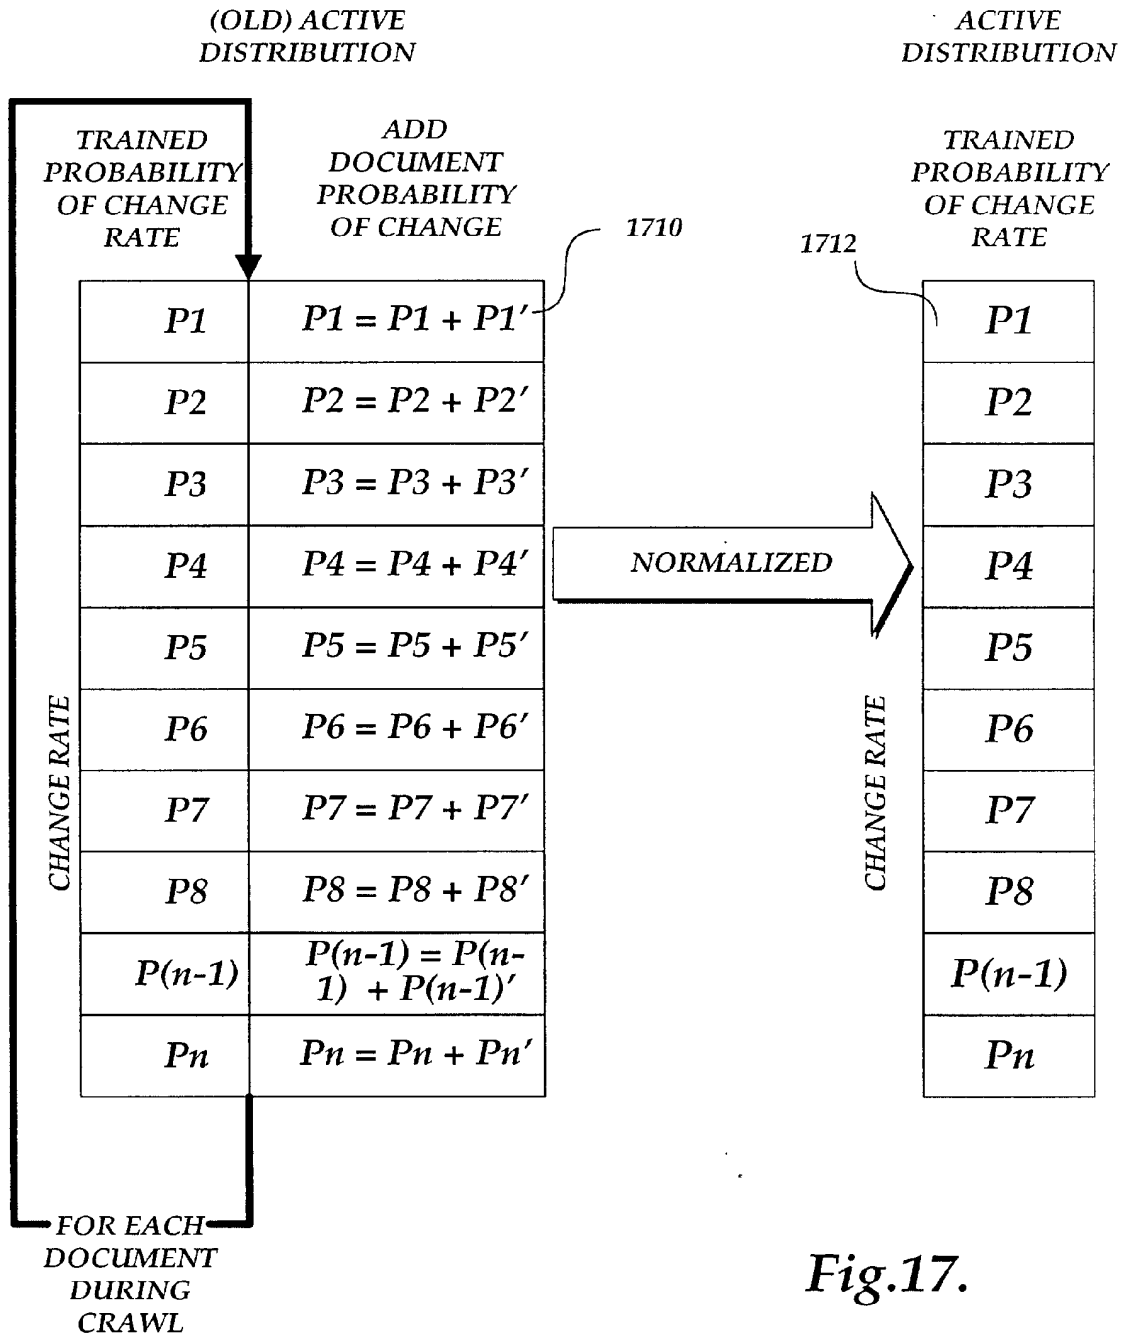 (OLD) ACTIVE
DISTRIBUTION
ACTIVE
DISTRIBUTION
TRAINED
PROBABILITY
OF CHANGE
RATE
ADD
DOCUMENT
PROBABILITY
OF CHANGE
TRAINED
PROBABILITY
OF CHANGE
RATE
1710
1712
P1
P1 = P1 + P1′
P1
P2
P2 = P2 + P2′
P2
P3
P3 = P3 + P3′
P3
P4
P4 = P4 + P4′
NORMALIZED
P4
P5
P5 = P5 + P5′
P5
P6
P6 = P6 + P6′
P6
P7
P7 = P7 + P7′
P7
P8
P8 = P8 + P8′
P8
CHANGE RATE
CHANGE RATE
P(n-1)
P(n-1) = P(n-
1) + P(n-1)′
P(n-1)
Pn
Pn = Pn + Pn′
Pn
FOR EACH
DOCUMENT
DURING
CRAWL
Fig.17.